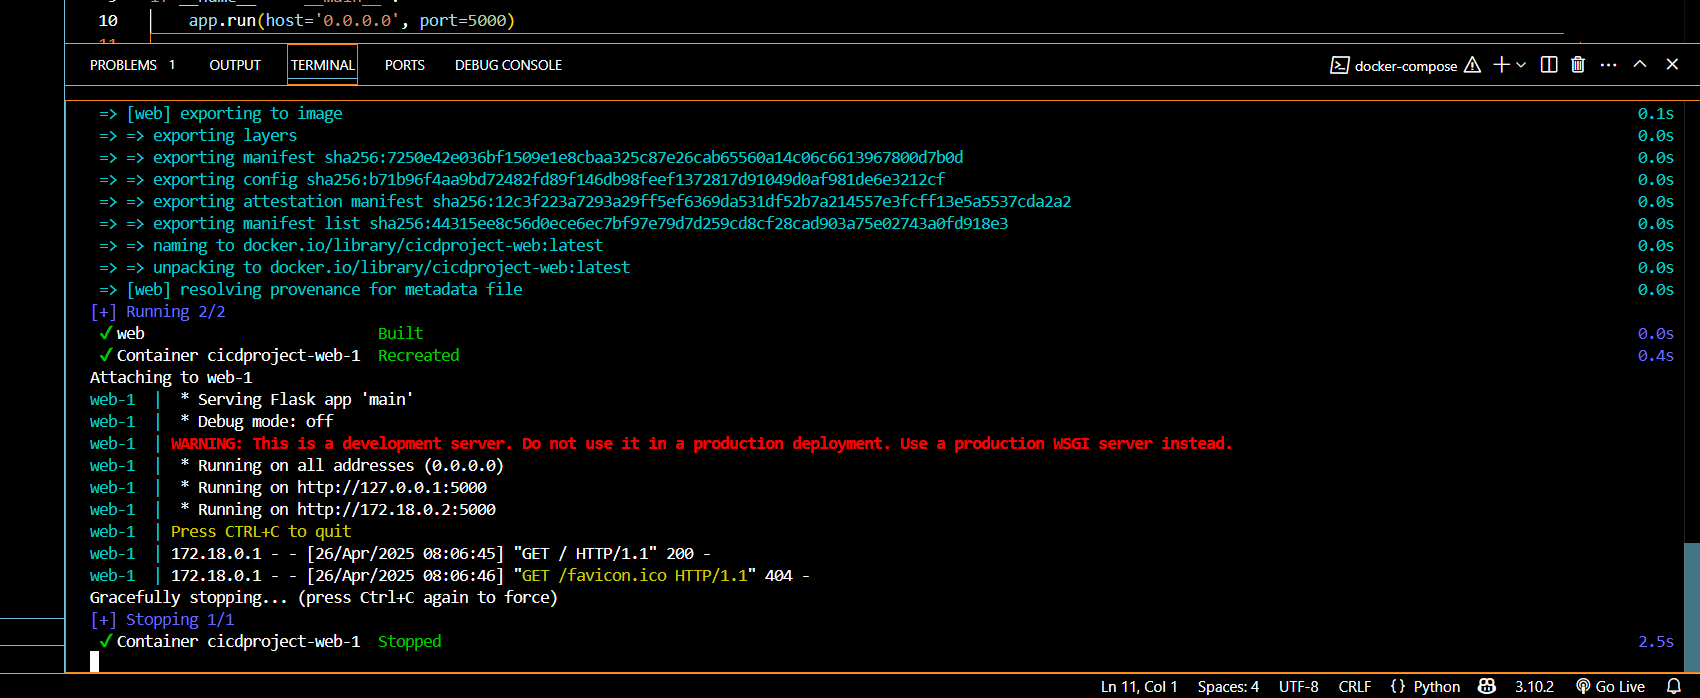 10 app.run(host='0.0.0.0', port=5000)
PROBLEMS 1 OUTPUT TERMINAL PORTS DEBUG CONSOLE docker-compose
=> [web] exporting to image 0.1s
=> => exporting layers 0.0s
=> => exporting manifest sha256:7250e42e036bf1509e1e8cbaa325c87e26cab65560a14c06c6613967800d7b0d 0.0s
=> => exporting config sha256:b71b96f4aa9bd72482fd89f146db98feef1372817d91049d0af981de6e3212cf 0.0s
=> => exporting attestation manifest sha256:12c3f223a7293a29ff5ef6369da531df52b7a214557e3fcff13e5a5537cda2a2 0.0s
=> => exporting manifest list sha256:44315ee8c56d0ece6ec7bf97e79d7d259cd8cf28cad903a75e02743a0fd918e3 0.0s
=> => naming to docker.io/library/cicdproject-web:latest 0.0s
=> => unpacking to docker.io/library/cicdproject-web:latest 0.0s
=> [web] resolving provenance for metadata file 0.0s
[+] Running 2/2
✔ web Built 0.0s
✔ Container cicdproject-web-1 Recreated 0.4s
Attaching to web-1
web-1 | * Serving Flask app 'main'
web-1 | * Debug mode: off
web-1 | WARNING: This is a development server. Do not use it in a production deployment. Use a production WSGI server instead.
web-1 | * Running on all addresses (0.0.0.0)
web-1 | * Running on http://127.0.0.1:5000
web-1 | * Running on http://172.18.0.2:5000
web-1 | Press CTRL+C to quit
web-1 | 172.18.0.1 - - [26/Apr/2025 08:06:45] "GET / HTTP/1.1" 200 -
web-1 | 172.18.0.1 - - [26/Apr/2025 08:06:46] "GET /favicon.ico HTTP/1.1" 404 -
Gracefully stopping... (press Ctrl+C again to force)
[+] Stopping 1/1
✔ Container cicdproject-web-1 Stopped 2.5s
Ln 11, Col 1 Spaces: 4 UTF-8 CRLF {} Python 3.10.2 Go Live